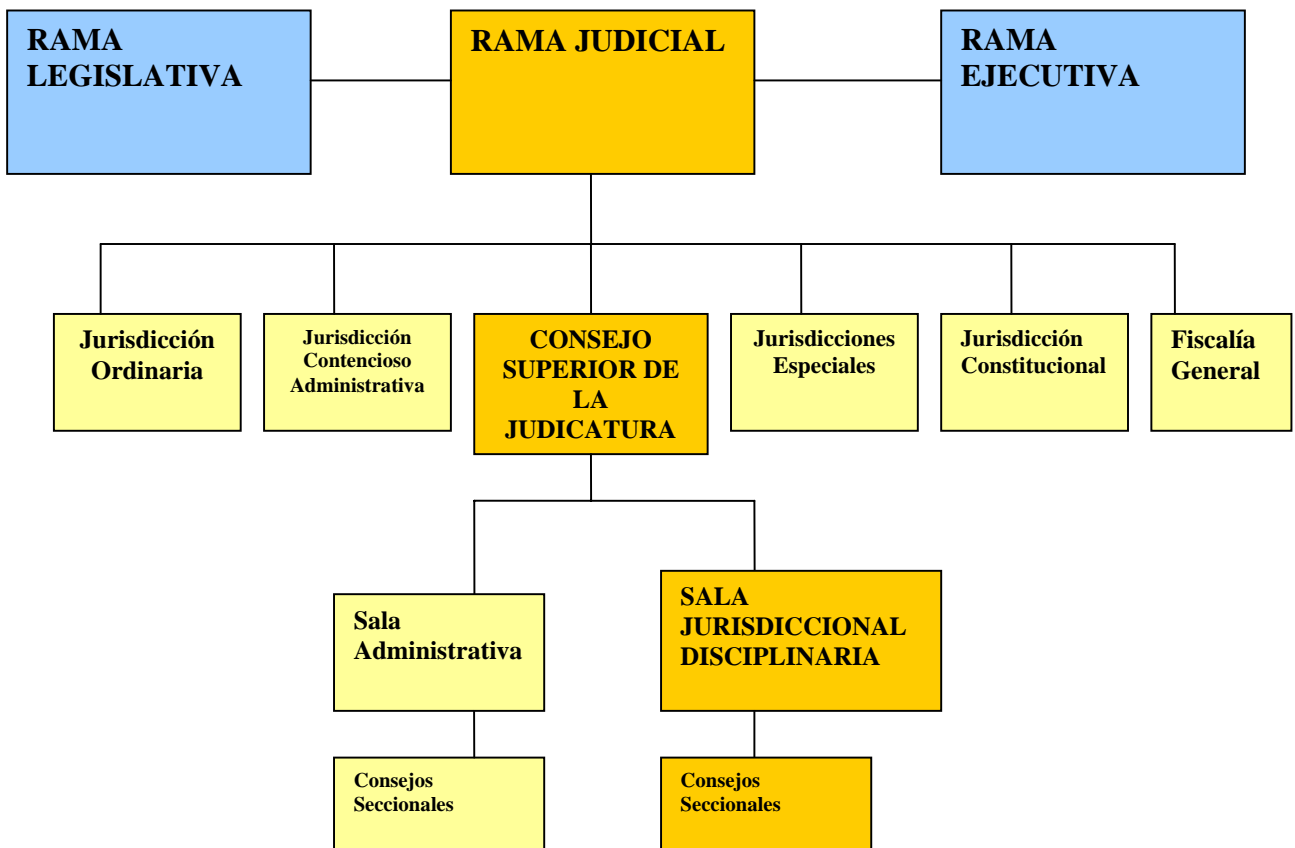 RAMA
LEGISLATIVA
RAMA JUDICIAL
RAMA
EJECUTIVA
Jurisdicción
Ordinaria
Jurisdicción
Contencioso
Administrativa
CONSEJO
SUPERIOR DE
LA
JUDICATURA
Jurisdicciones
Especiales
Jurisdicción
Constitucional
Fiscalía
General
Sala
Administrativa
SALA
JURISDICCIONAL
DISCIPLINARIA
Consejos
Seccionales
Consejos
Seccionales